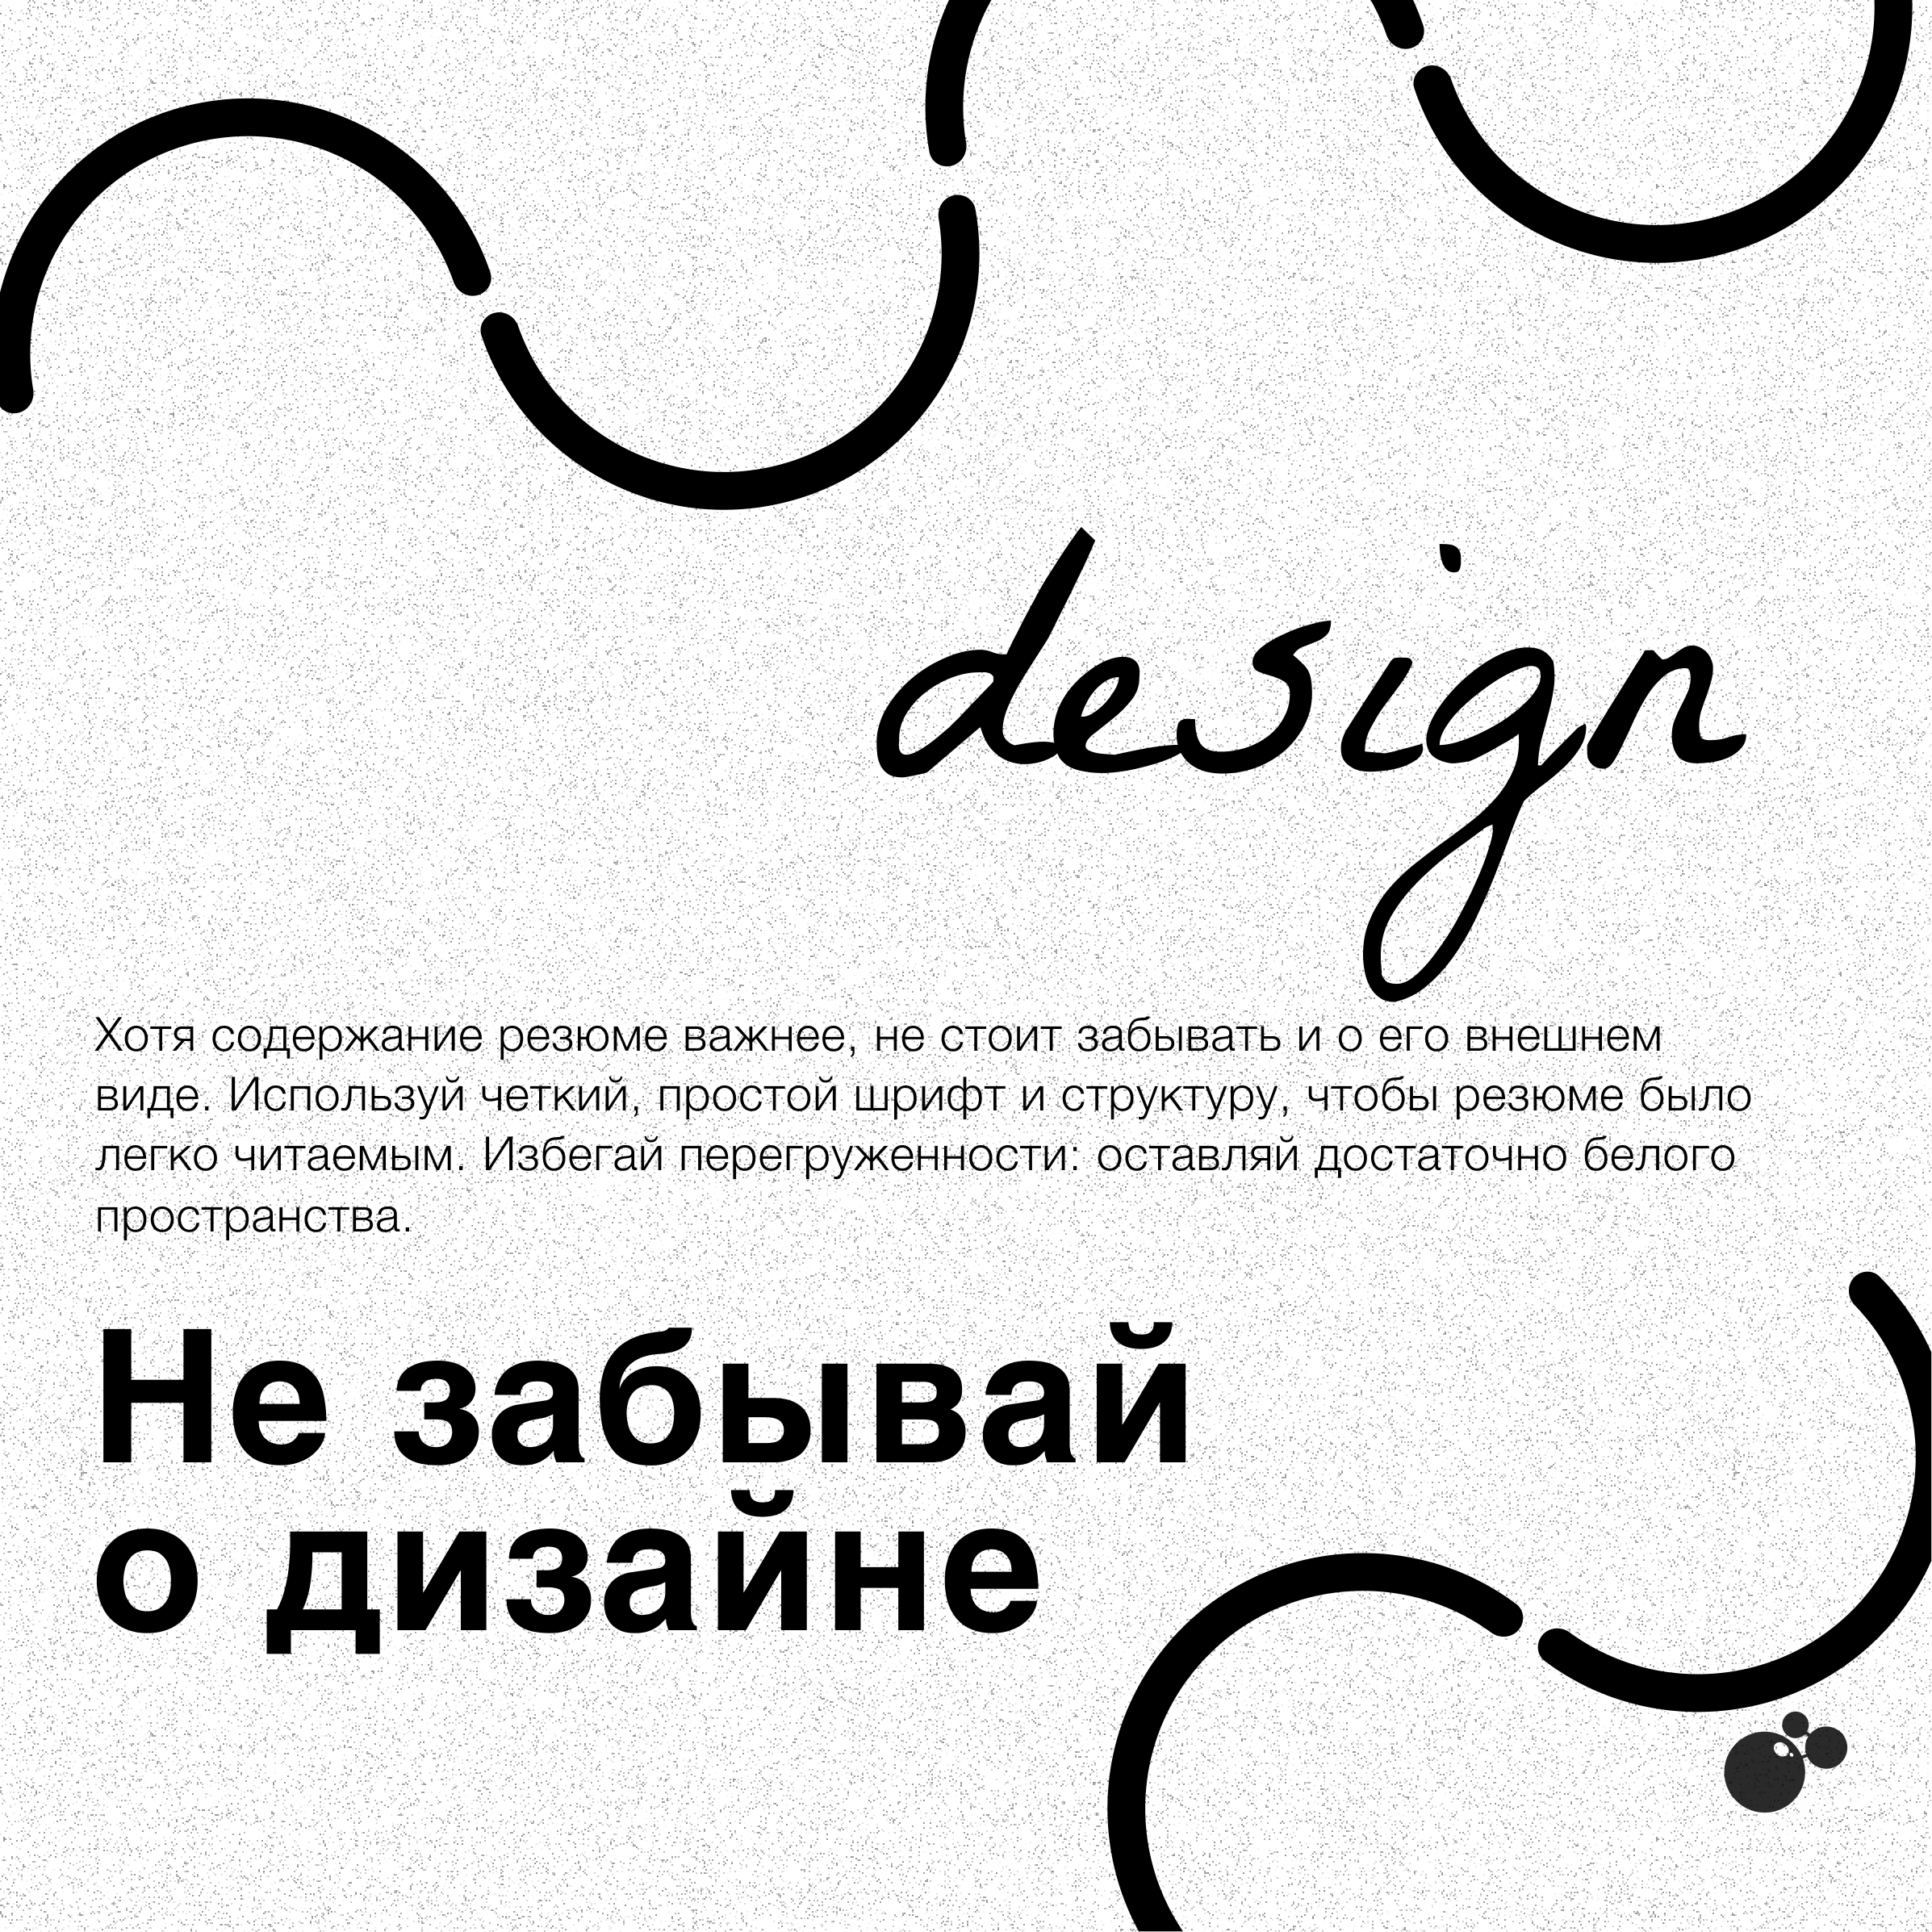 design
Хотя содержание резюме важнее, не стоит забывать и о его внешнем
виде. Используй четкий, простой шрифт и структуру, чтобы резюме было
легко читаемым. Избегай перегруженности: оставляй достаточно белого
пространства.
Не забывай
о дизайне